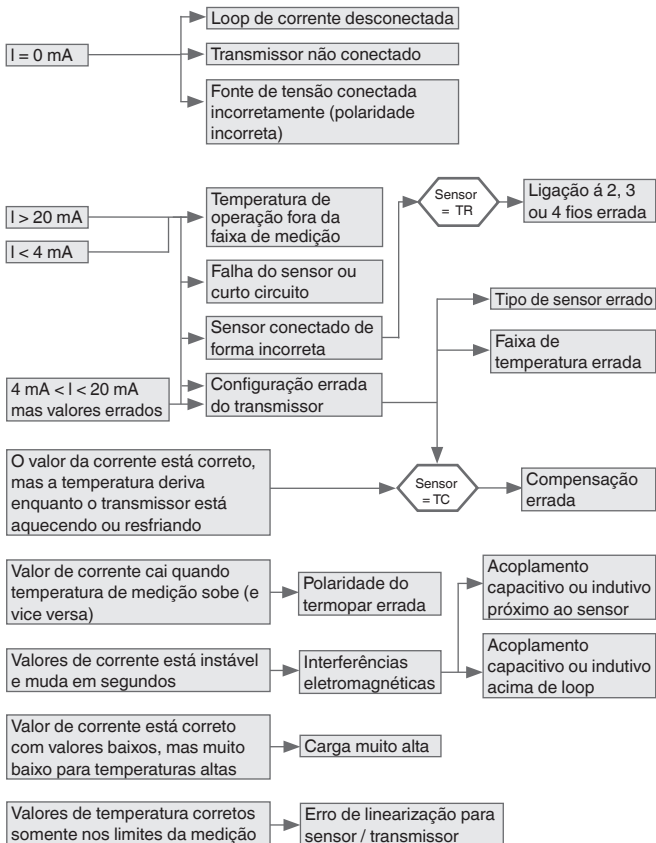 I = 0 mA
Loop de corrente desconectada
Transmissor não conectado
Fonte de tensão conectada
incorretamente (polaridade
incorreta)
I > 20 mA
I < 4 mA
4 mA < I < 20 mA
mas valores errados
Temperatura de
operação fora da
faixa de medição
Falha do sensor ou
curto circuito
Sensor conectado de
forma incorreta
Configuração errada
do transmissor
Sensor
= TR
Ligação á 2, 3
ou 4 fios errada
Tipo de sensor errado
Faixa de
temperatura errada
O valor da corrente está correto,
mas a temperatura deriva
enquanto o transmissor está
aquecendo ou resfriando
Sensor
= TC
Compensação
errada
Valor de corrente cai quando
temperatura de medição sobe (e
vice versa)
Polaridade do
termopar errada
Valores de corrente está instável
e muda em segundos
Interferências
eletromagnéticas
Acoplamento
capacitivo ou indutivo
próximo ao sensor
Acoplamento
capacitivo ou indutivo
acima de loop
Valor de corrente está correto
com valores baixos, mas muito
baixo para temperaturas altas
Carga muito alta
Valores de temperatura corretos
somente nos limites da medição
Erro de linearização para
sensor / transmissor